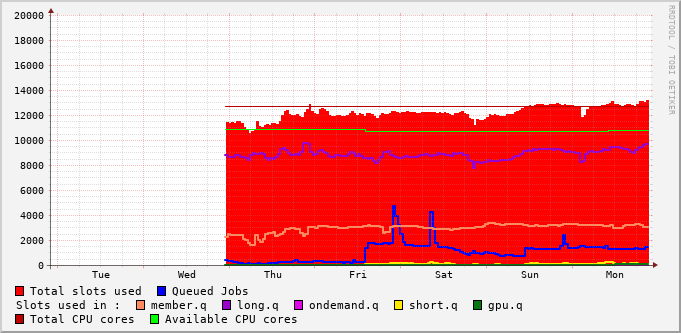 20000
18000
16000
14000
12000
10000
8000
6000
4000
2000
0
Tue Wed Thu Fri Sat Sun Mon
Total slots used Queued Jobs
Slots used in : member.q long.q ondemand.q short.q gpu.q
Total CPU cores Available CPU cores
RRDTOOL / TOBI OETIKER